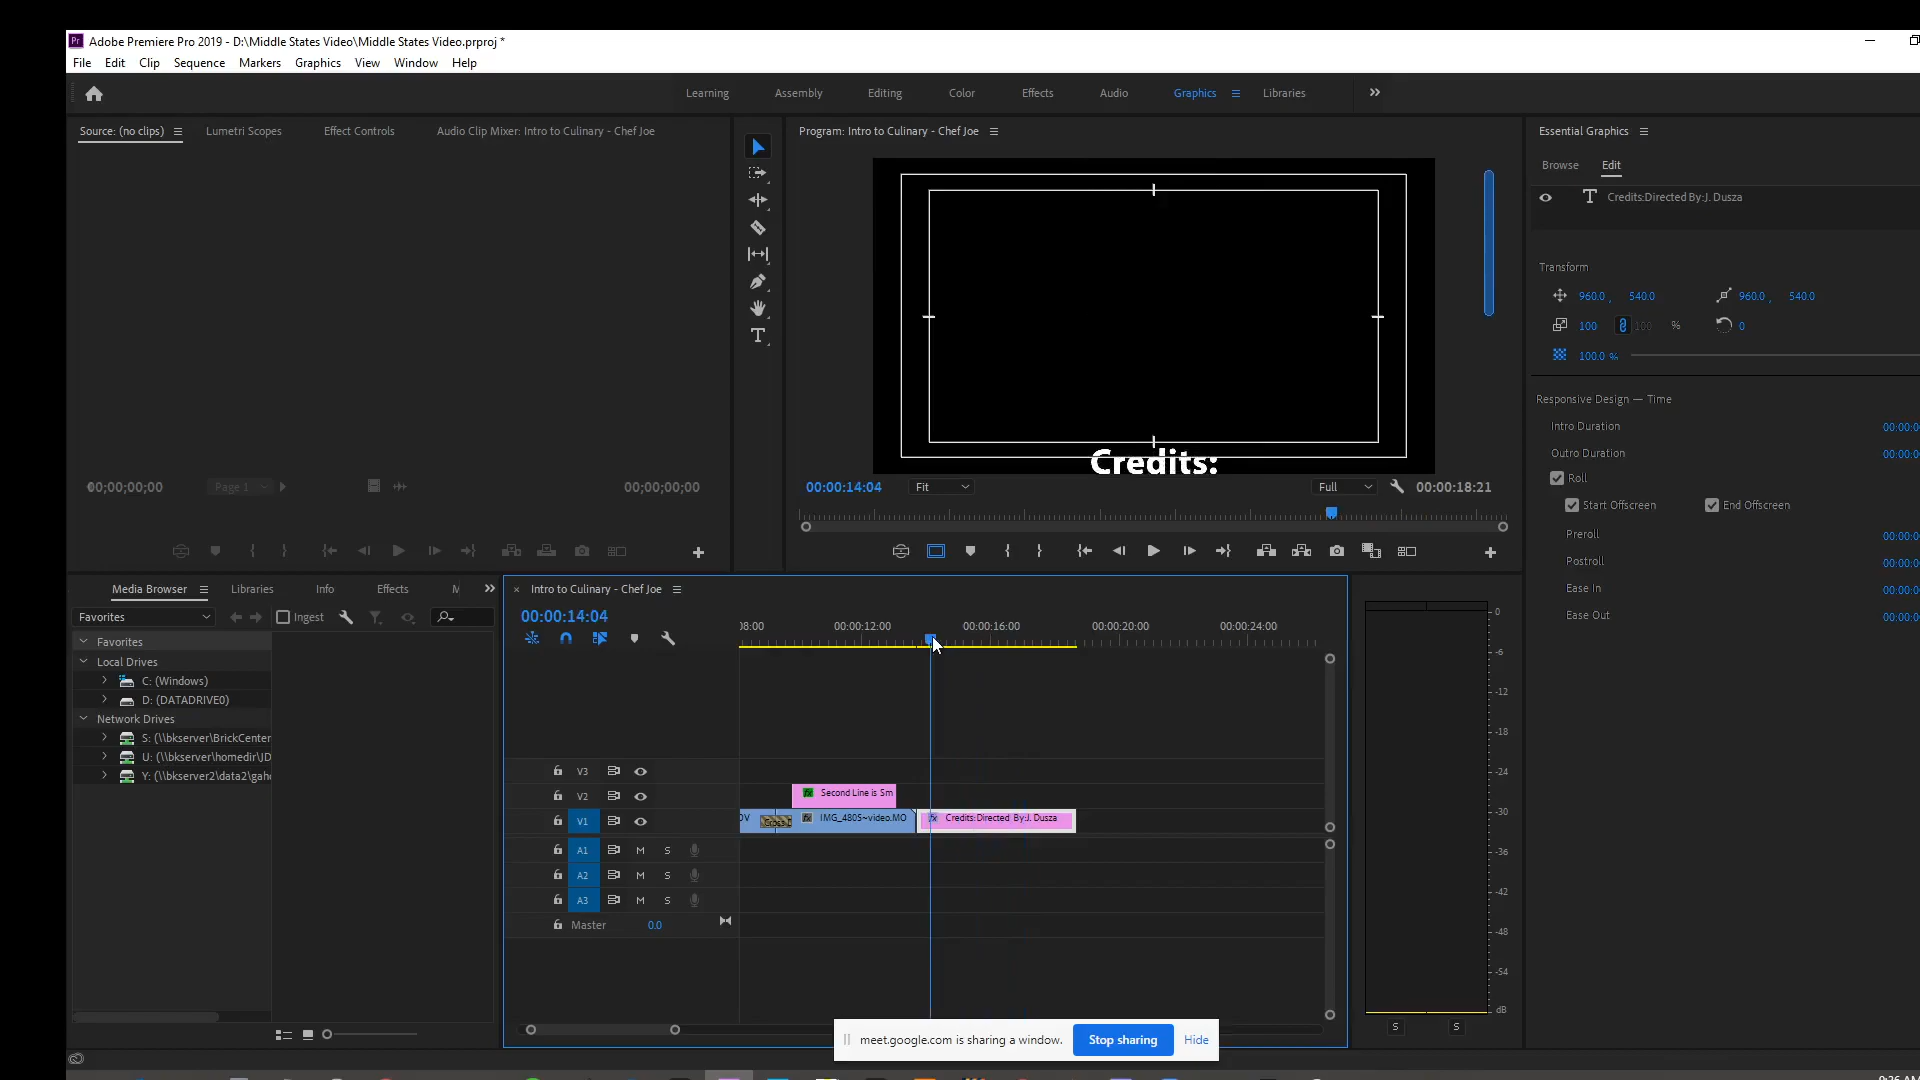 Adobe Premiere Pro 2019 - D:\Middle States Video\Middle States Video.prproj *
File Edit Clip Sequence Markers Graphics View Window Help
Learning Assembly Editing Color Effects Audio Graphics Libraries
Source: (no clips) Lumetri Scopes Effect Controls Audio Clip Mixer: Intro to Culinary - Chef Joe
Program: Intro to Culinary - Chef Joe
Credits:
00;00;00;00 Page 1 00;00;00;00
00:00:14:04 Fit Full 00:00:18:21
Essential Graphics
Browse Edit
Credits:Directed By:J. Dusza
Transform
960.0 , 540.0 960.0 , 540.0
100 100 % 0
100.0 %
Responsive Design — Time
Intro Duration 00:00:0
Outro Duration 00:00:0
Roll
Start Offscreen End Offscreen
Preroll 00:00:0
Postroll 00:00:0
Ease In 00:00:0
Ease Out 00:00:0
Media Browser Libraries Info Effects M
Favorites Ingest
Favorites
Local Drives
C: (Windows)
D: (DATADRIVE0)
Network Drives
S: (\\bkserver\BrickCenter
U: (\\bkserver\homedir\JD
Y: (\\bkserver2\data2\gah
× Intro to Culinary - Chef Joe
00:00:14:04
08:00 00:00:12:00 00:00:16:00 00:00:20:00 00:00:24:00
V3
V2 fx Second Line is Sm
V1 OV Cross D fx IMG_4805~video.MO fx Credits:Directed By:J. Dusza
A1 M S
A2 M S
A3 M S
Master 0.0
0
-6
-12
-18
-24
-30
-36
-42
-48
-54
dB
S S
meet.google.com is sharing a window. Stop sharing Hide